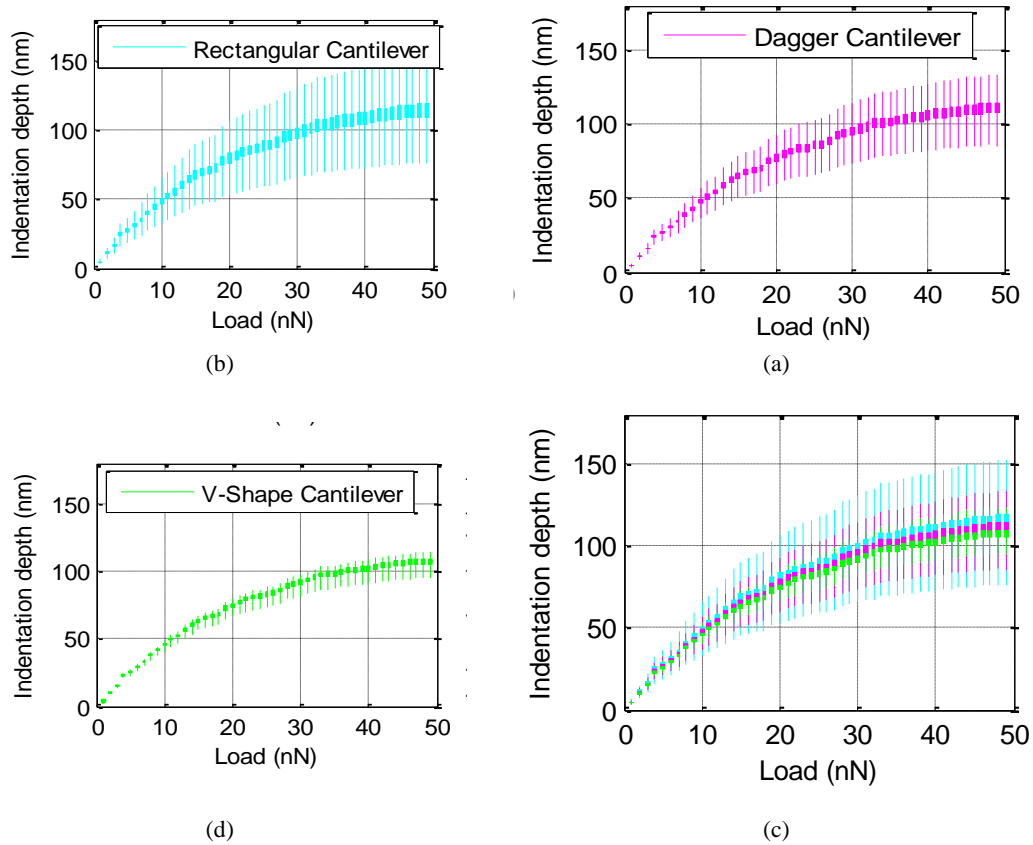 Rectangular Cantilever
Indentation depth (nm)
150
100
50
0
0 10 20 30 40 50
Load (nN)
(b)
Dagger Cantilever
Indentation depth (nm)
150
100
50
0
0 10 20 30 40 50
Load (nN)
(a)
V-Shape Cantilever
Indentation depth (nm)
150
100
50
0
0 10 20 30 40 50
Load (nN)
(d)
Indentation depth (nm)
150
100
50
0
0 10 20 30 40 50
Load (nN)
(c)